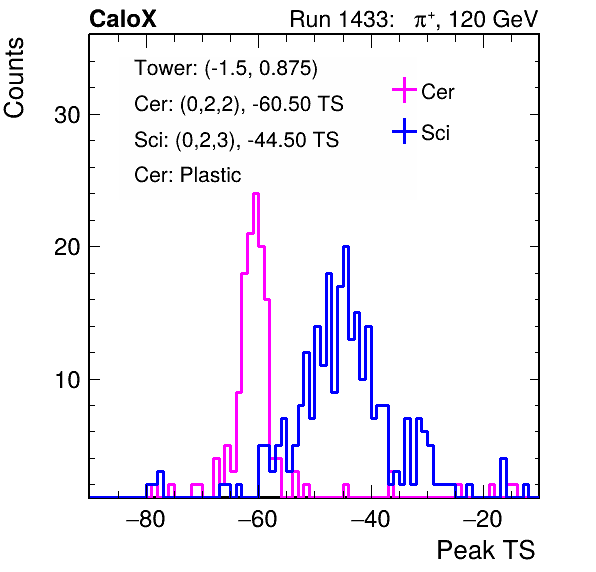 CaloX Run 1433: π⁺, 120 GeV
Counts
Tower: (-1.5, 0.875)
Cer: (0,2,2), -60.50 TS
Sci: (0,2,3), -44.50 TS
Cer: Plastic
Cer
Sci
30
20
10
−80 −60 −40 −20
Peak TS